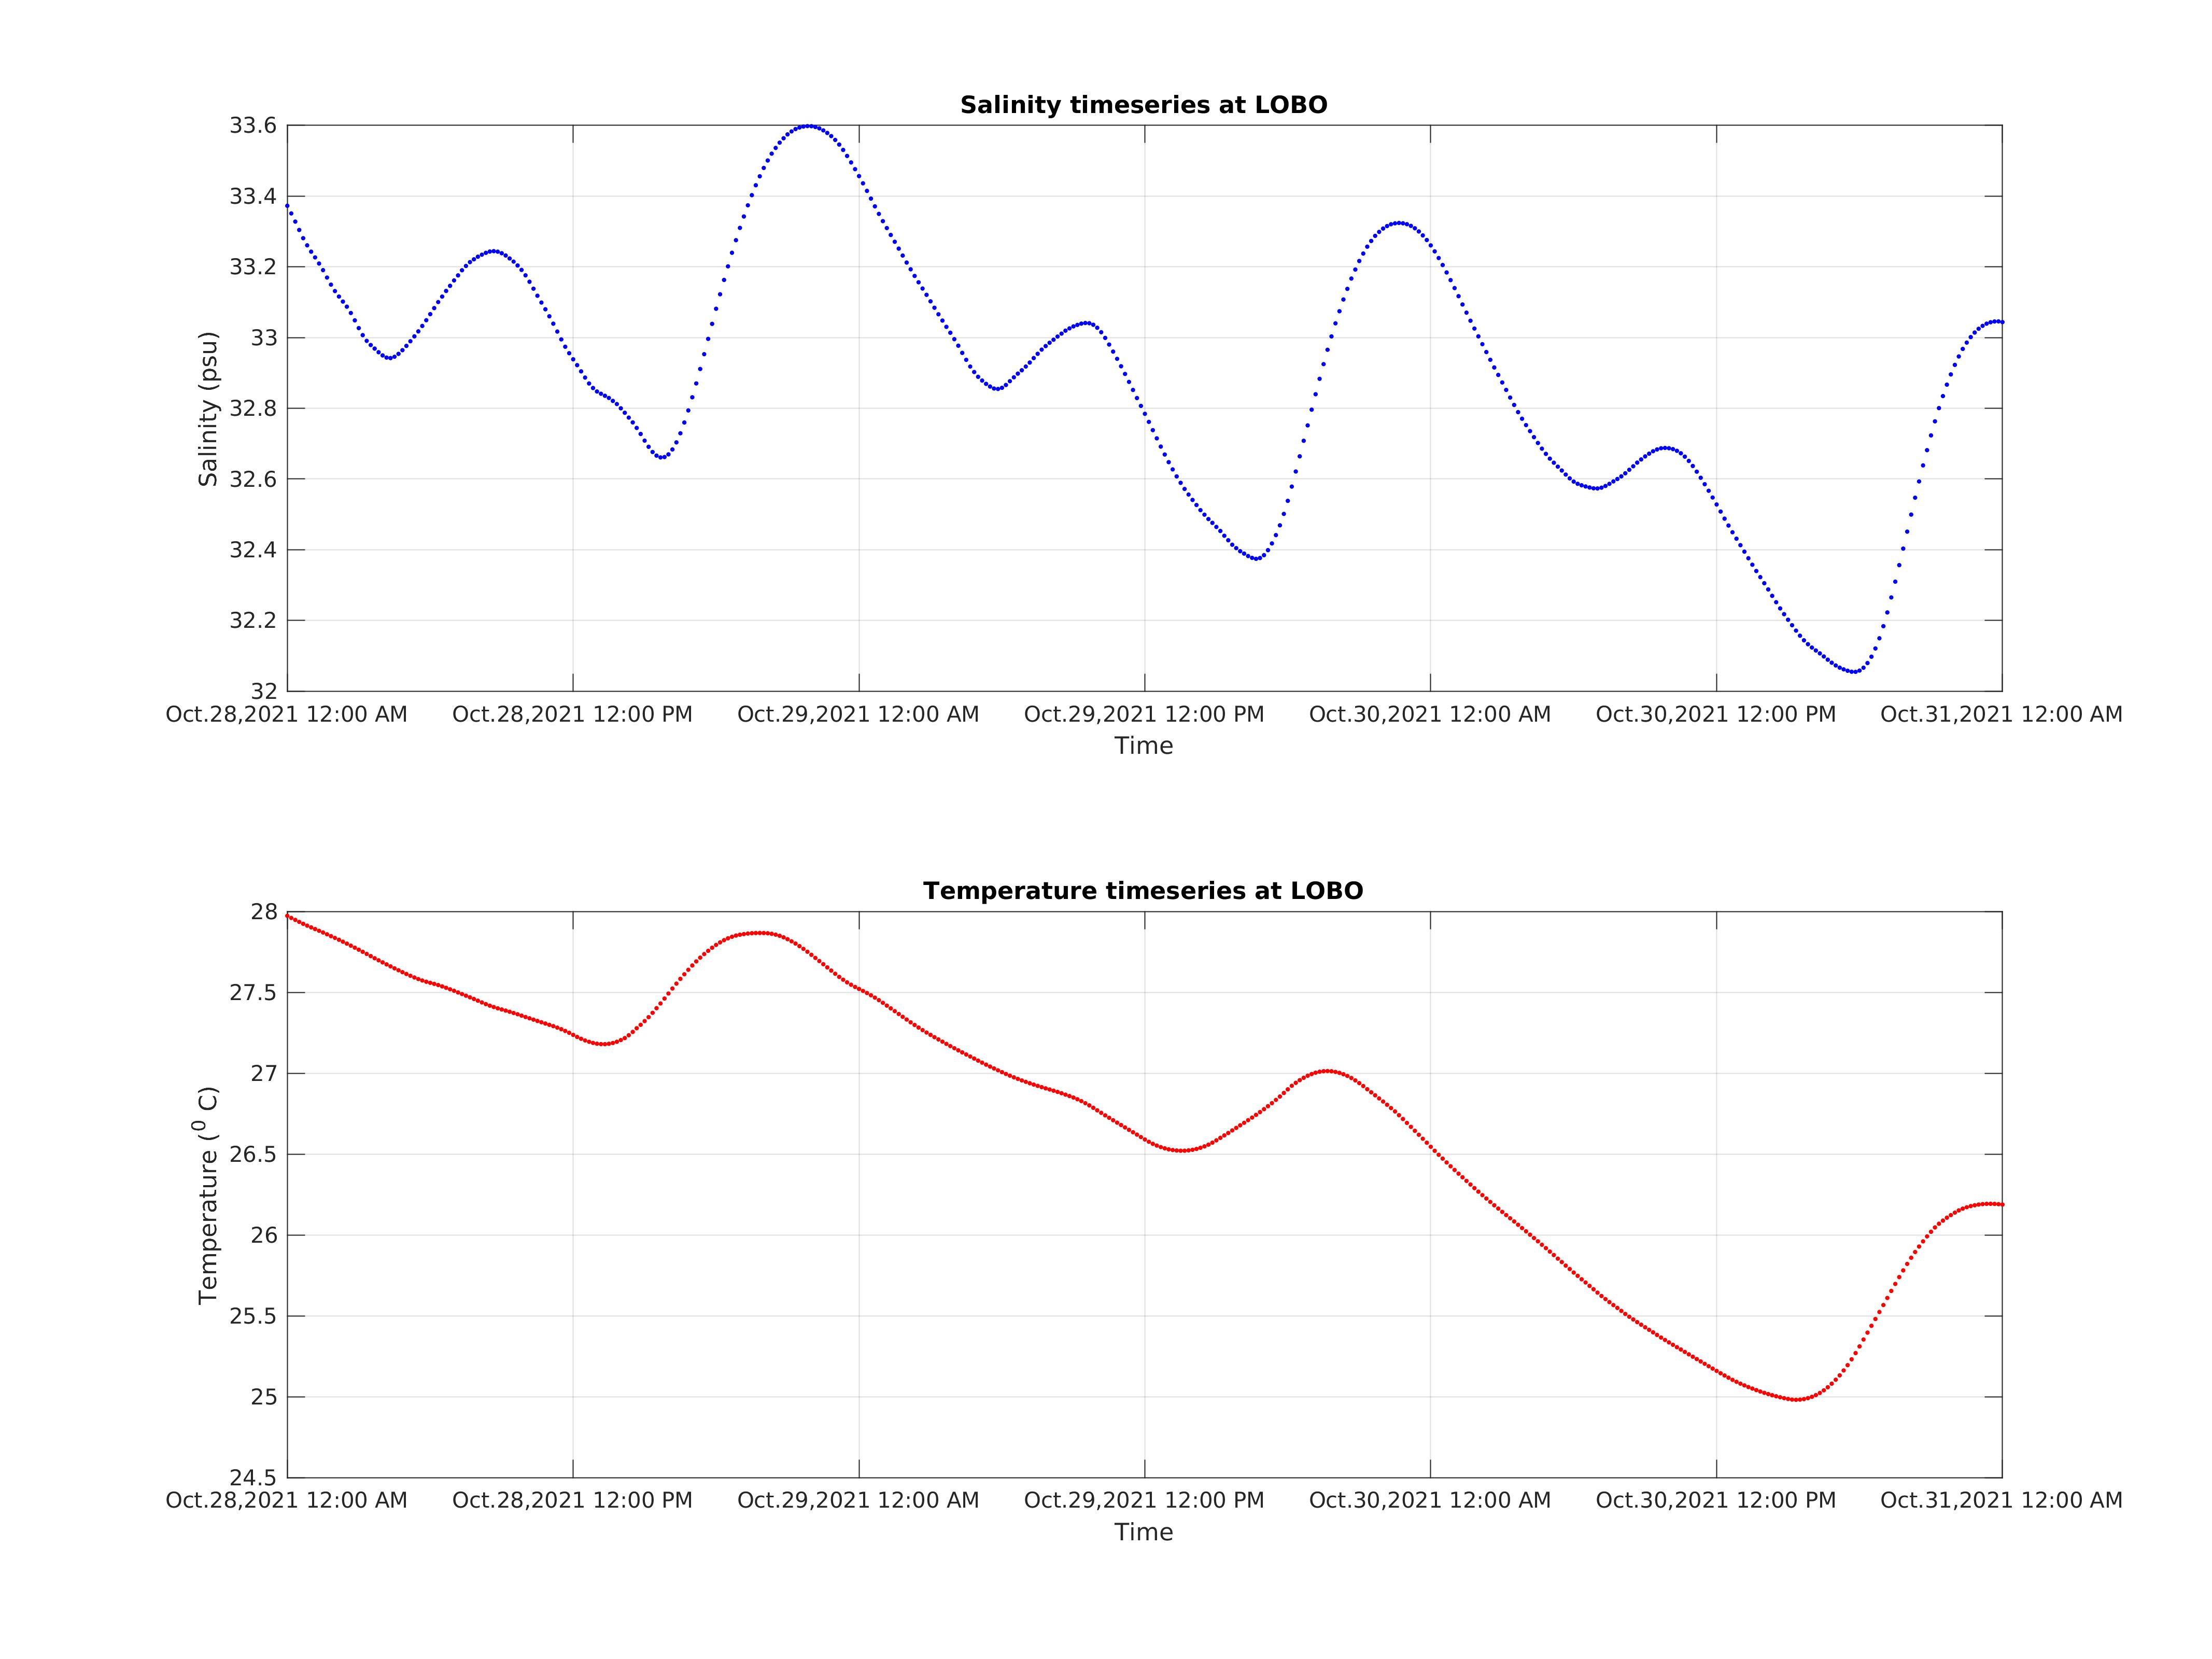 Salinity timeseries at LOBO
33.6
33.4
33.2
33
32.8
32.6
32.4
32.2
32
Salinity (psu)
Oct.28,2021 12:00 AM Oct.28,2021 12:00 PM Oct.29,2021 12:00 AM Oct.29,2021 12:00 PM Oct.30,2021 12:00 AM Oct.30,2021 12:00 PM Oct.31,2021 12:00 AM
Time
Temperature timeseries at LOBO
28
27.5
27
26.5
26
25.5
25
24.5
Temperature (⁰ C)
Oct.28,2021 12:00 AM Oct.28,2021 12:00 PM Oct.29,2021 12:00 AM Oct.29,2021 12:00 PM Oct.30,2021 12:00 AM Oct.30,2021 12:00 PM Oct.31,2021 12:00 AM
Time